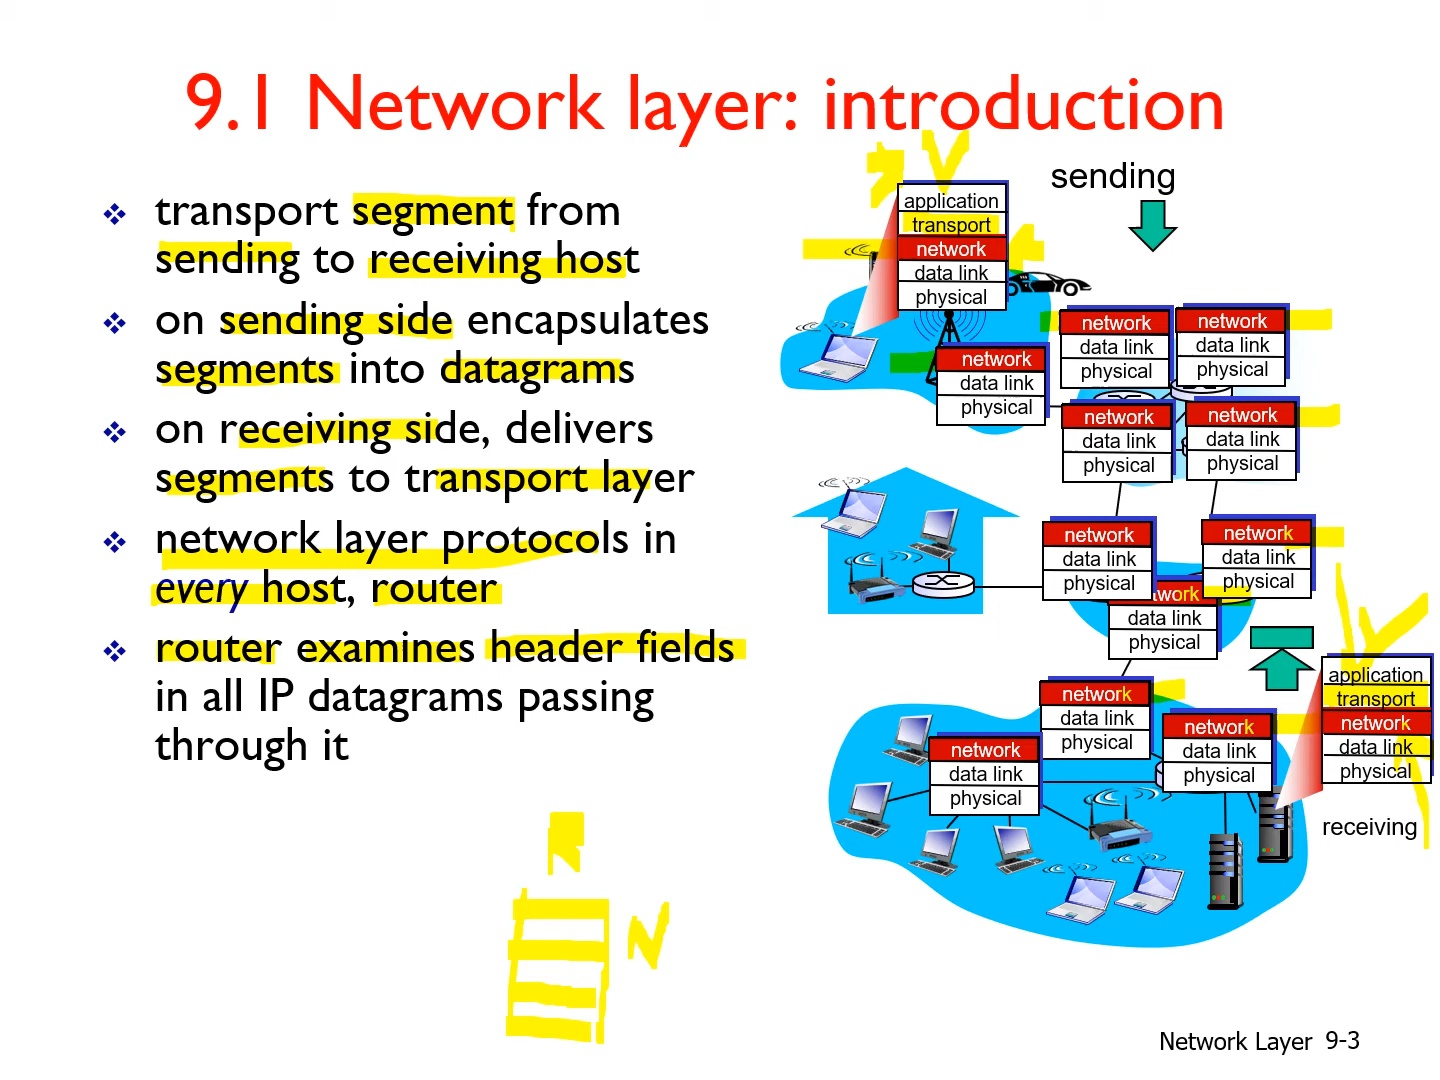 9.1 Network layer: introduction
❖ transport segment from
sending to receiving host
❖ on sending side encapsulates
segments into datagrams
❖ on receiving side, delivers
segments to transport layer
❖ network layer protocols in
every host, router
❖ router examines header fields
in all IP datagrams passing
through it
sending
application
transport
network
data link
physical
network
data link
physical
network
data link
physical
network
data link
physical
network
data link
physical
network
data link
physical
network
data link
physical
network
data link
physical
data link
physical
network
data link
physical
network
data link
physical
network
data link
physical
application
transport
network
data link
physical
receiving
Network Layer 9-3